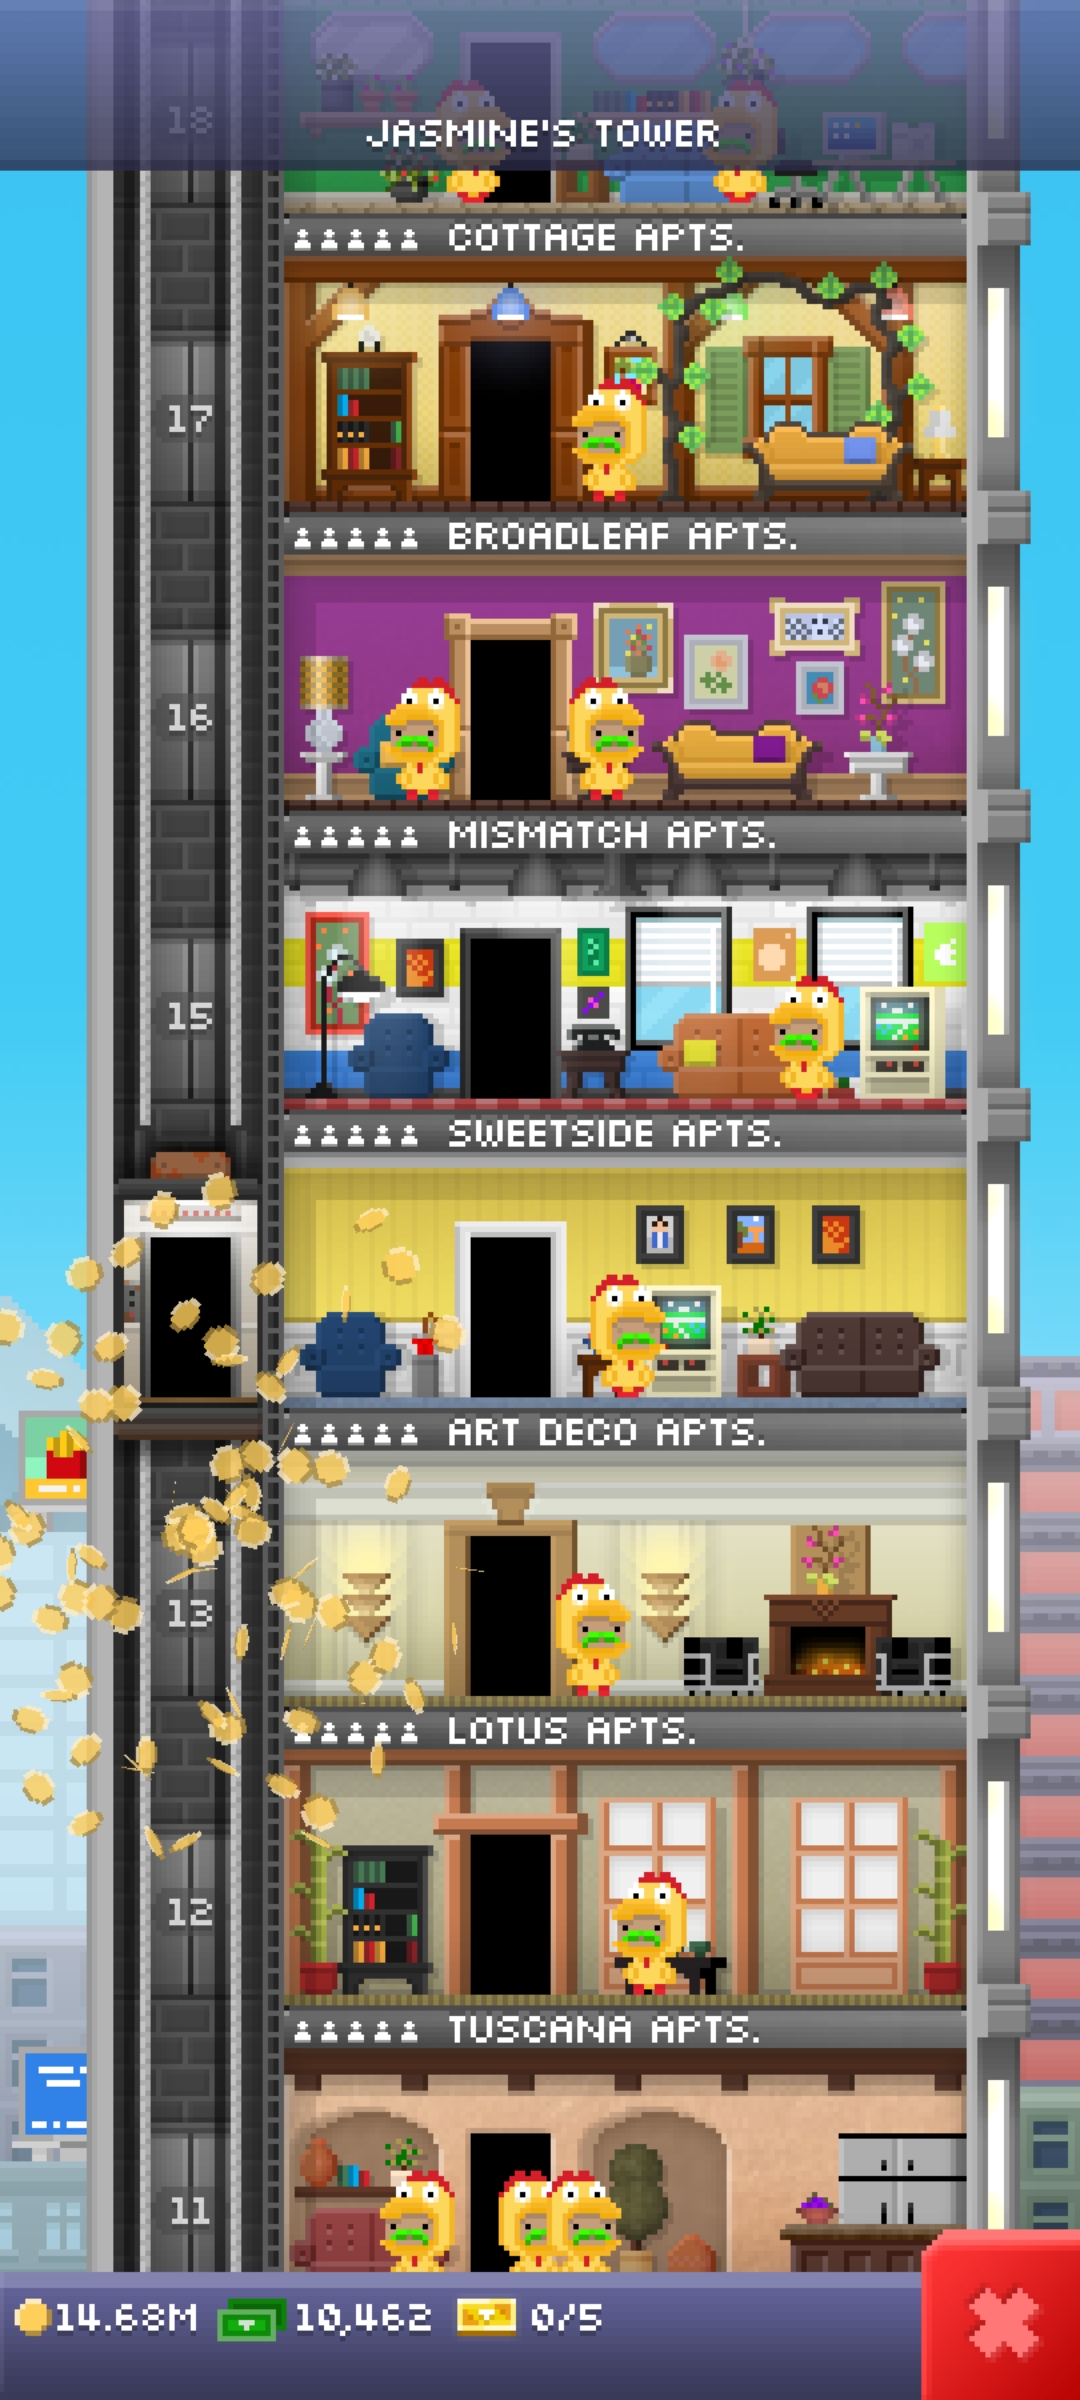 18
JASMINE'S TOWER
COTTAGE APTS.
17
BROADLEAF APTS.
16
MISMATCH APTS.
15
SWEETSIDE APTS.
ART DECO APTS.
13
LOTUS APTS.
12
TUSCANA APTS.
11
14.68M 10,462 0/5